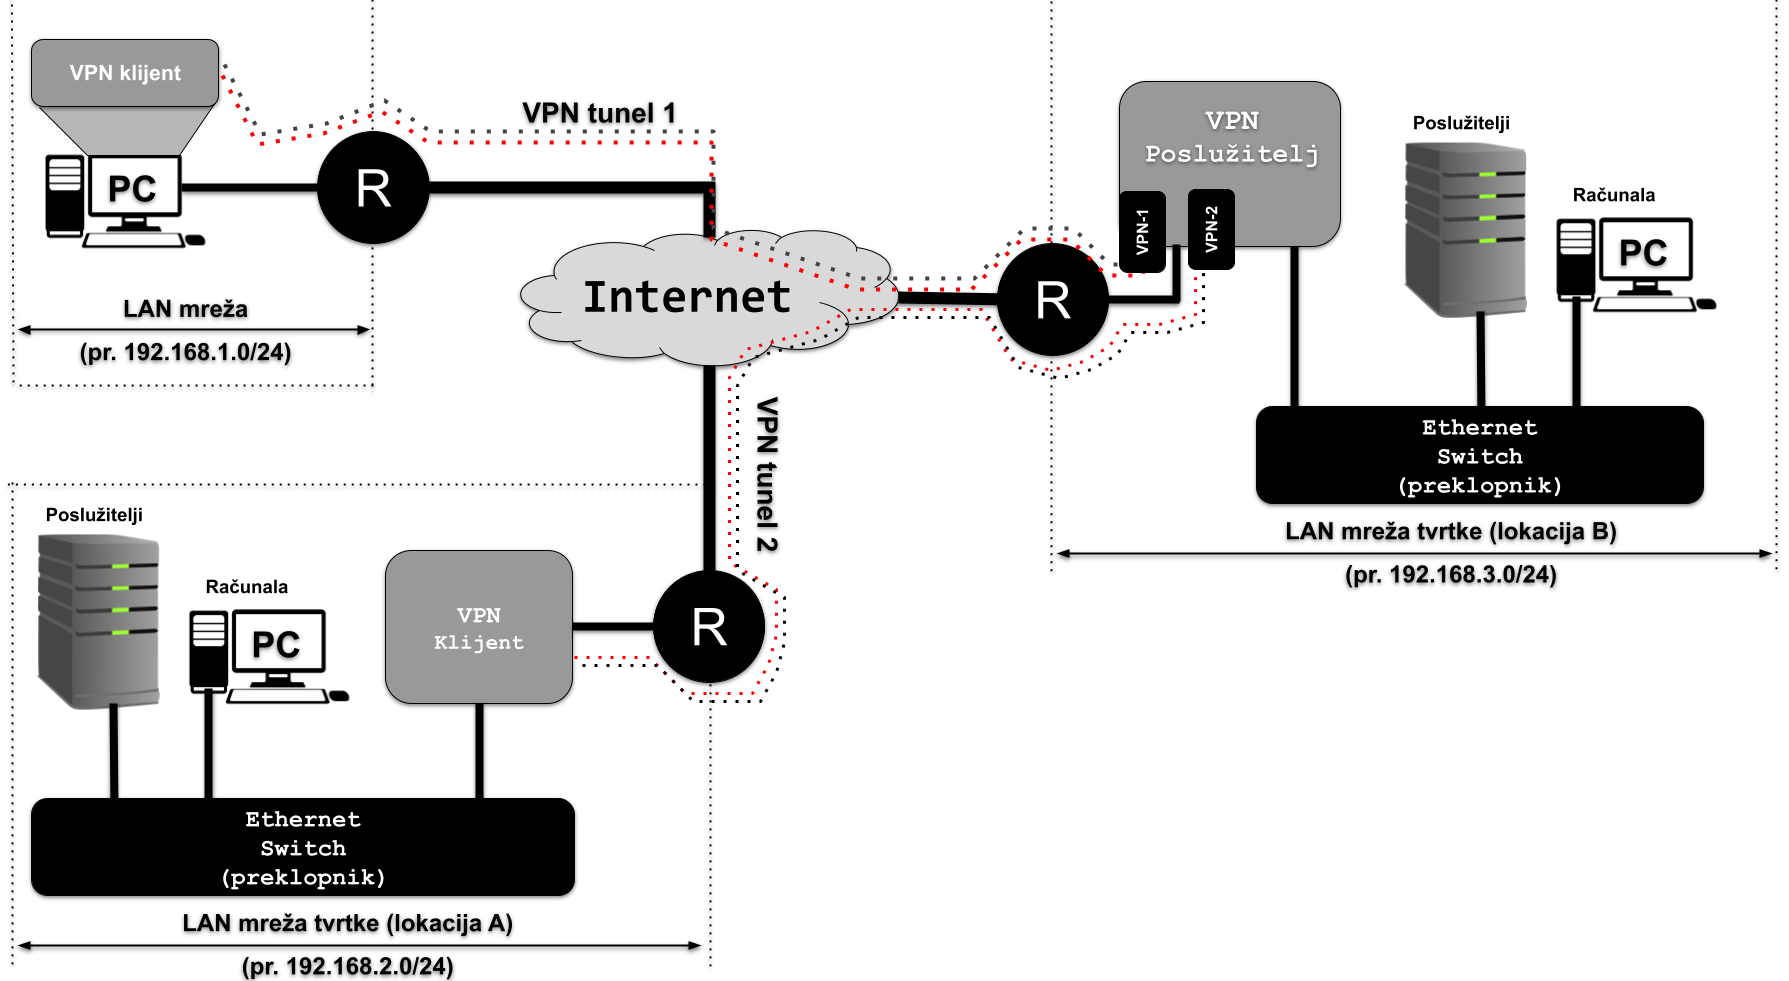 VPN klijent
PC
R
VPN tunel 1
LAN mreža
(pr. 192.168.1.0/24)
Internet
VPN
Poslužitelj
VPN-1
VPN-2
R
Poslužitelji
Računala
PC
Ethernet
Switch
(preklopnik)
LAN mreža tvrtke (lokacija B)
(pr. 192.168.3.0/24)
VPN tunel 2
Poslužitelji
Računala
PC
VPN
Klijent
R
Ethernet
Switch
(preklopnik)
LAN mreža tvrtke (lokacija A)
(pr. 192.168.2.0/24)